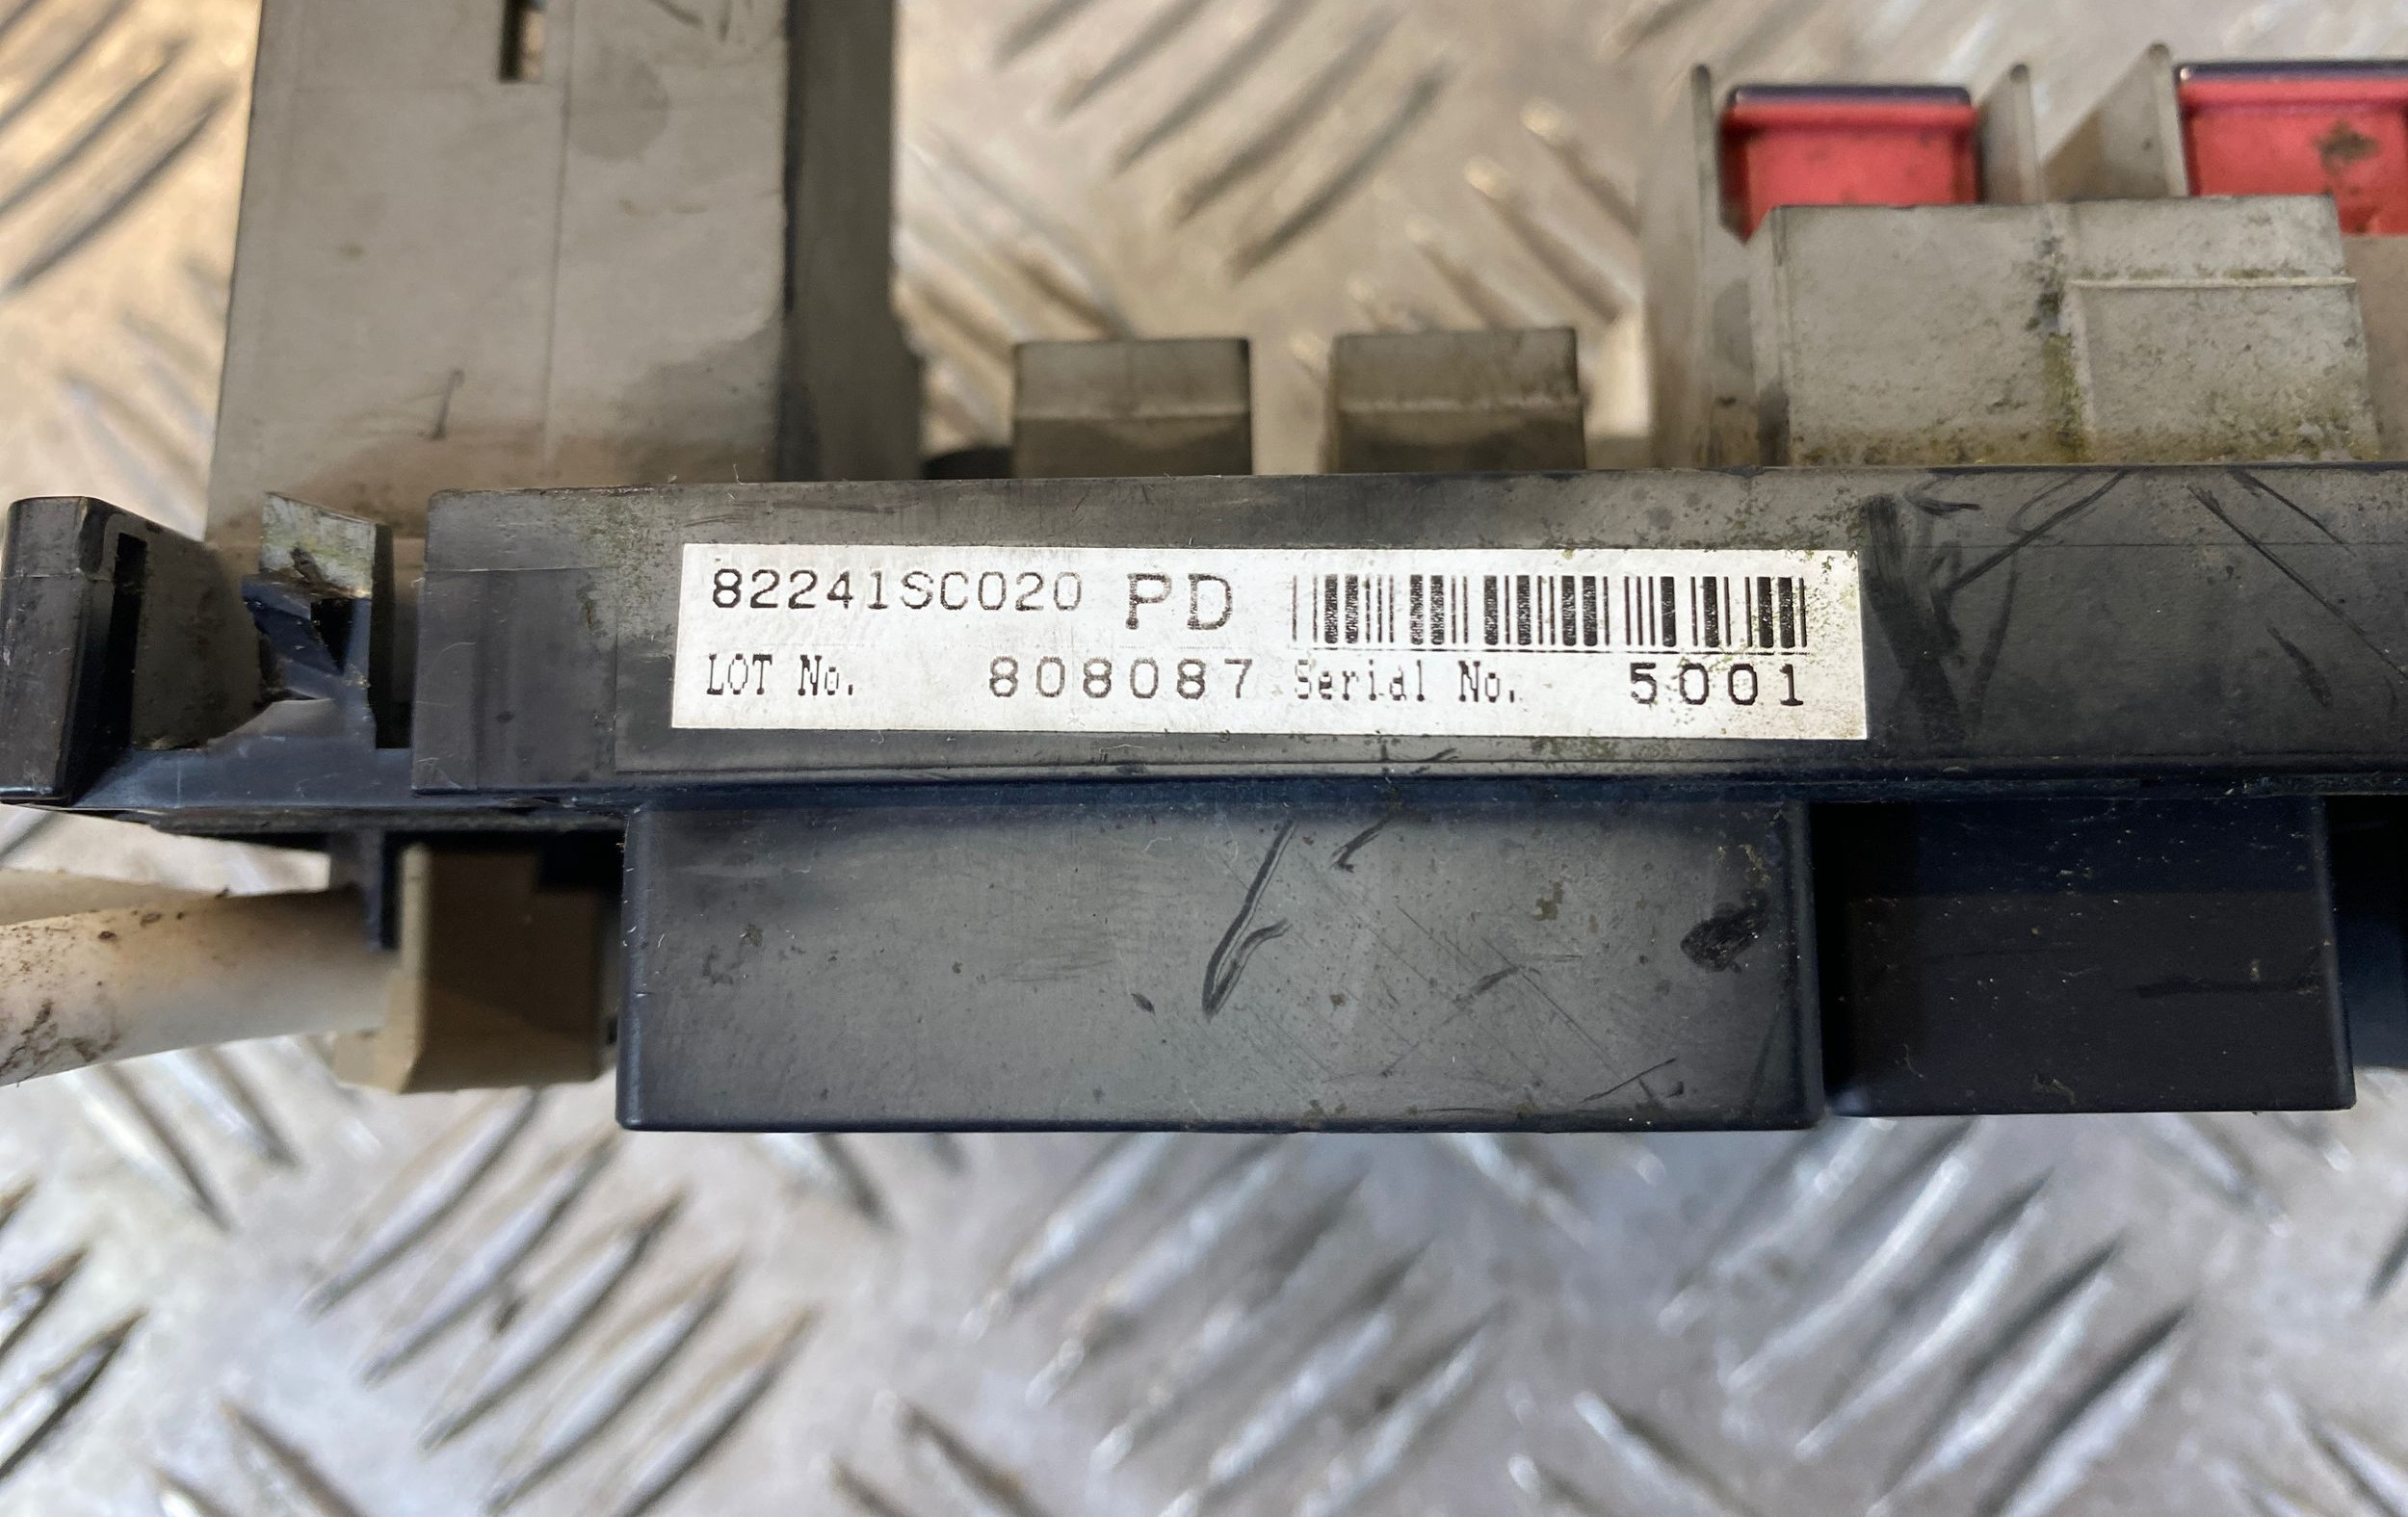 82241SC020 PD
LOT No. 808087 Serial No. 5001